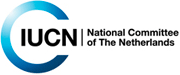 IUCN
National Committee
of The Netherlands